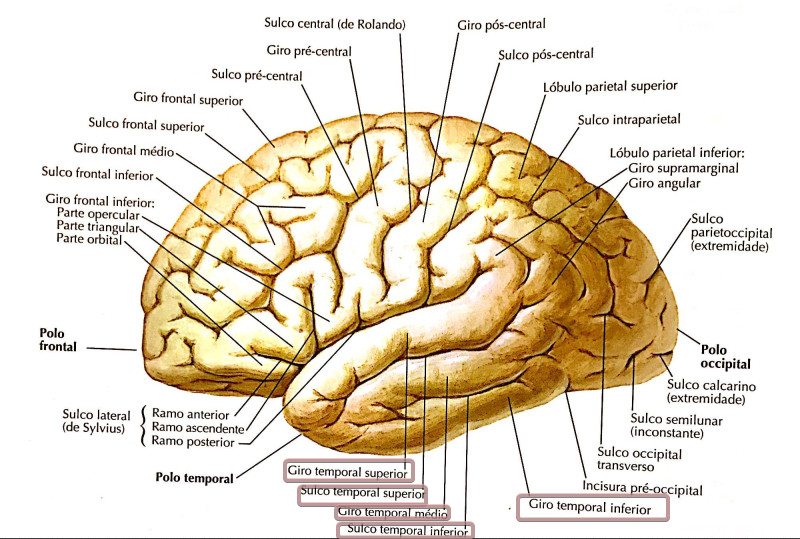 Sulco central (de Rolando)
Giro pré-central
Sulco pré-central
Giro frontal superior
Sulco frontal superior
Giro frontal médio
Sulco frontal inferior
Giro frontal inferior:
Parte opercular
Parte triangular
Parte orbital
Polo
frontal
Sulco lateral
(de Sylvius)
Ramo anterior
Ramo ascendente
Ramo posterior
Polo temporal
Giro temporal superior
Sulco temporal superior
Giro temporal médio
Sulco temporal inferior
Giro pós-central
Sulco pós-central
Lóbulo parietal superior
Sulco intraparietal
Lóbulo parietal inferior:
Giro supramarginal
Giro angular
Sulco
parietoccipital
(extremidade)
Polo
occipital
Sulco calcarino
(extremidade)
Sulco semilunar
(inconstante)
Sulco occipital
transverso
Incisura pré-occipital
Giro temporal inferior